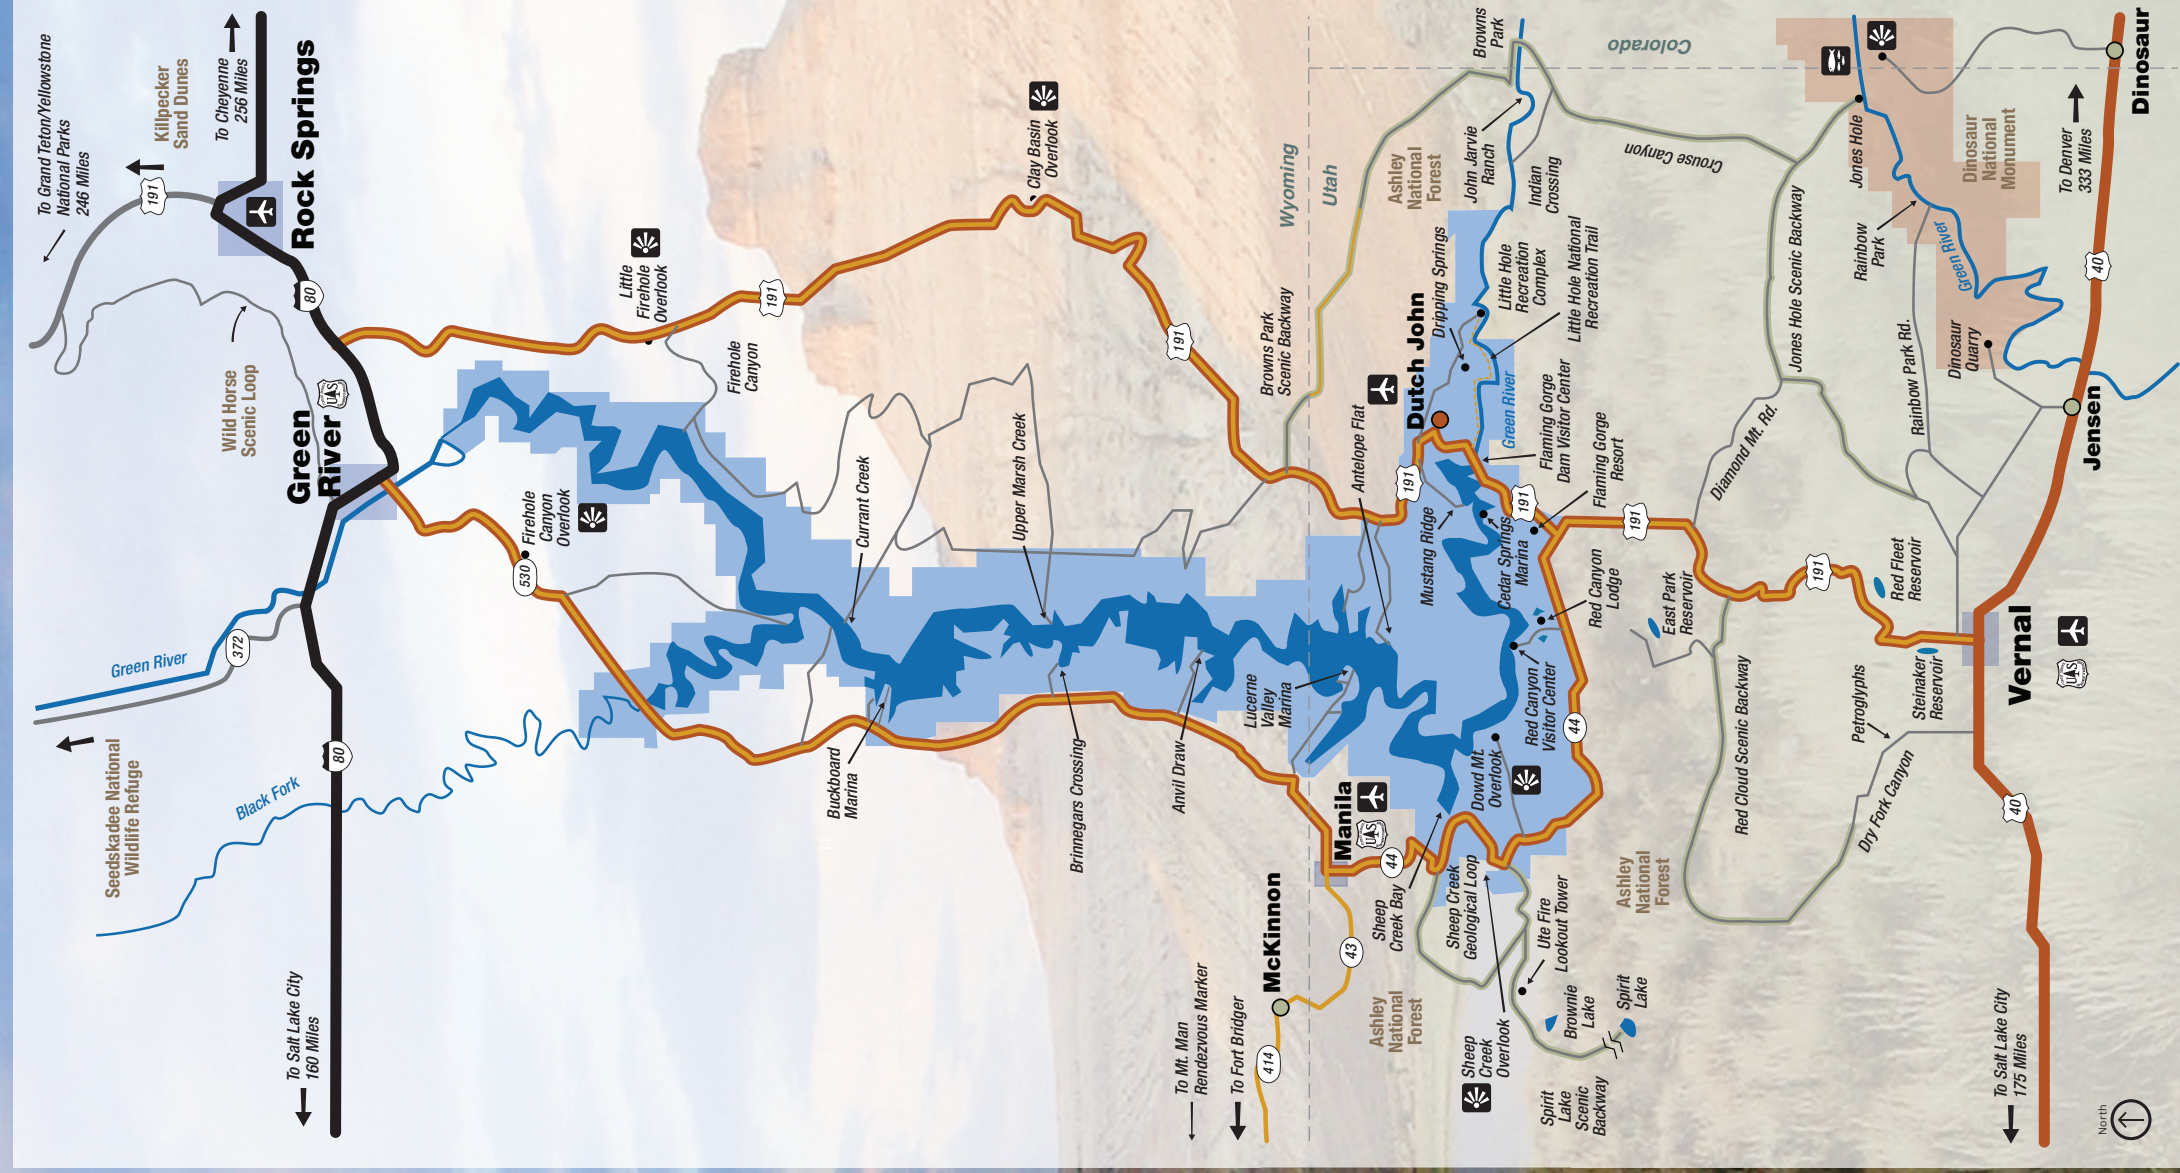 To Grand Teton/Yellowstone
National Parks
246 Miles
191
Killpecker
Sand Dunes
To Cheyenne
256 Miles
Rock Springs
80
Wild Horse
Scenic Loop
Green
River
Green River
372
Seedskadee National
Wildlife Refuge
Black Fork
80
To Salt Lake City
160 Miles
530
Firehole
Canyon
Overlook
Little
Firehole
Overlook
Firehole
Canyon
191
Currant Creek
Buckboard
Marina
Upper Marsh Creek
Brinnegars Crossing
Clay Basin
Overlook
191
Anvil Draw
Lucerne
Valley
Marina
To Mt. Man
Rendezvous Marker
To Fort Bridger
414
McKinnon
43
Wyoming
Utah
Colorado
Browns Park
Scenic Backway
Antelope Flat
Manila
44
Sheep
Creek Bay
Ashley
National
Forest
Ashley
National
Forest
Dutch John
191
Dripping Springs
Mustang Ridge
John Jarvie
Ranch
Browns
Park
Indian
Crossing
Little Hole
Recreation
Complex
Little Hole National
Recreation Trail
Green River
Flaming Gorge
Dam Visitor Center
Flaming Gorge
Resort
191
Cedar Springs
Marina
Red Canyon
Lodge
Red Canyon
Visitor Center
Dowd Mt.
Overlook
44
Sheep Creek
Geological Loop
Sheep
Creek
Overlook
Ute Fire
Lookout Tower
Brownie
Lake
Spirit
Lake
Spirit
Lake
Scenic
Backway
Ashley
National
Forest
191
East Park
Reservoir
Diamond Mt. Rd.
Crouse Canyon
Jones Hole Scenic Backway
Jones Hole
Red Cloud Scenic Backway
Dry Fork Canyon
Petroglyphs
191
Red Fleet
Reservoir
Steinaker
Reservoir
Rainbow
Park
Rainbow Park Rd.
Green River
Dinosaur
National
Monument
Dinosaur
Quarry
Vernal
40
Jensen
40
To Denver
333 Miles
Dinosaur
To Salt Lake City
175 Miles
North